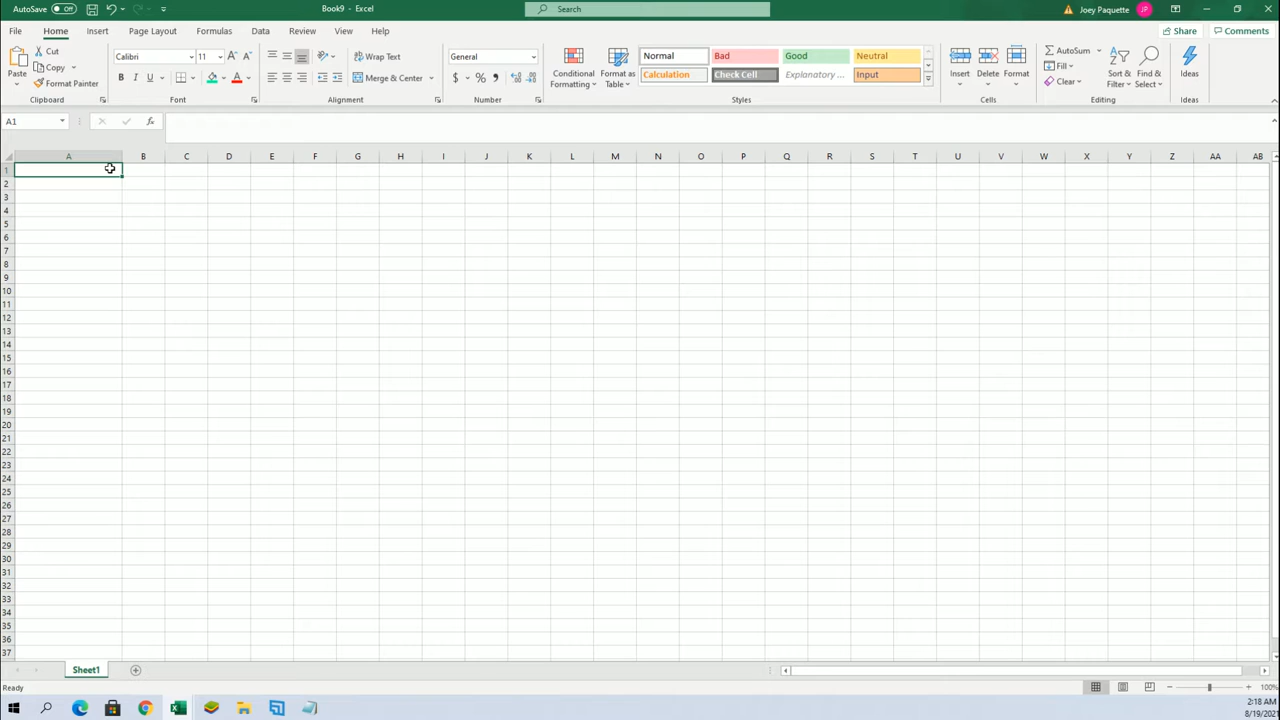 AutoSave Off Book9 - Excel Search Joey Paquette JP
File Home Insert Page Layout Formulas Data Review View Help Share Comments
Paste Cut Copy Format Painter Clipboard
Calibri 11 B I U A Font
Wrap Text Merge & Center Alignment
General $ % Number
Conditional Formatting Format as Table
Normal Bad Good Neutral
Calculation Check Cell Explanatory ... Input
Styles
Insert Delete Format Cells
AutoSum Fill Clear Sort & Filter Find & Select Editing
Ideas Ideas
A1 fx
A B C D E F G H I J K L M N O P Q R S T U V W X Y Z AA AB
1
2
3
4
5
6
7
8
9
10
11
12
13
14
15
16
17
18
19
20
21
22
23
24
25
26
27
28
29
30
31
32
33
34
35
36
37
Sheet1
Ready 100%
2:18 AM
8/19/2021